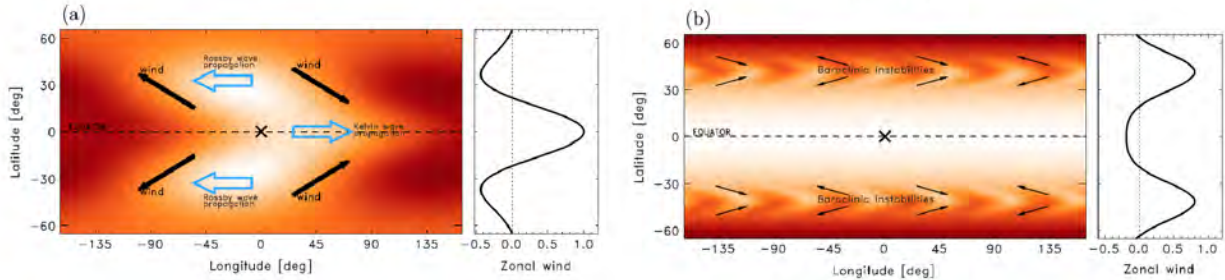 (a)
60
30
0
-30
-60
Latitude [deg]
Rossby wave
propagation
wind
wind
EQUATOR
Kelvin wave
propagation
wind
wind
Rossby wave
propagation
-135 -90 -45 0 45 90 135
Longitude [deg]
-0.5 0.0 0.5 1.0
Zonal wind
(b)
60
30
0
-30
-60
Latitude [deg]
Baroclinic instabilities
EQUATOR
Baroclinic instabilities
-135 -90 -45 0 45 90 135
Longitude [deg]
-0.5 0.0 0.5 1.0
Zonal wind